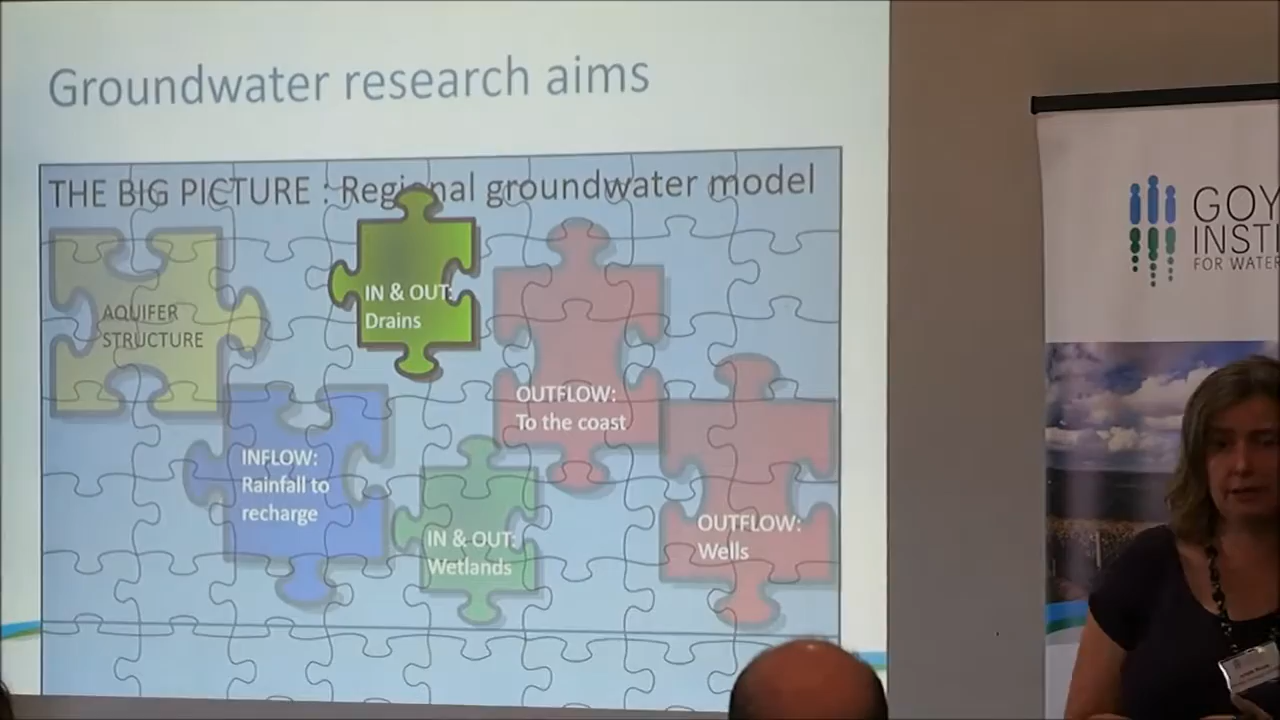 Groundwater research aims
THE BIG PICTURE : Regional groundwater model
AQUIFER
STRUCTURE
IN & OUT:
Drains
OUTFLOW:
To the coast
INFLOW:
Rainfall to
recharge
IN & OUT:
Wetlands
OUTFLOW:
Wells
GOY
INSTI
FOR WATER